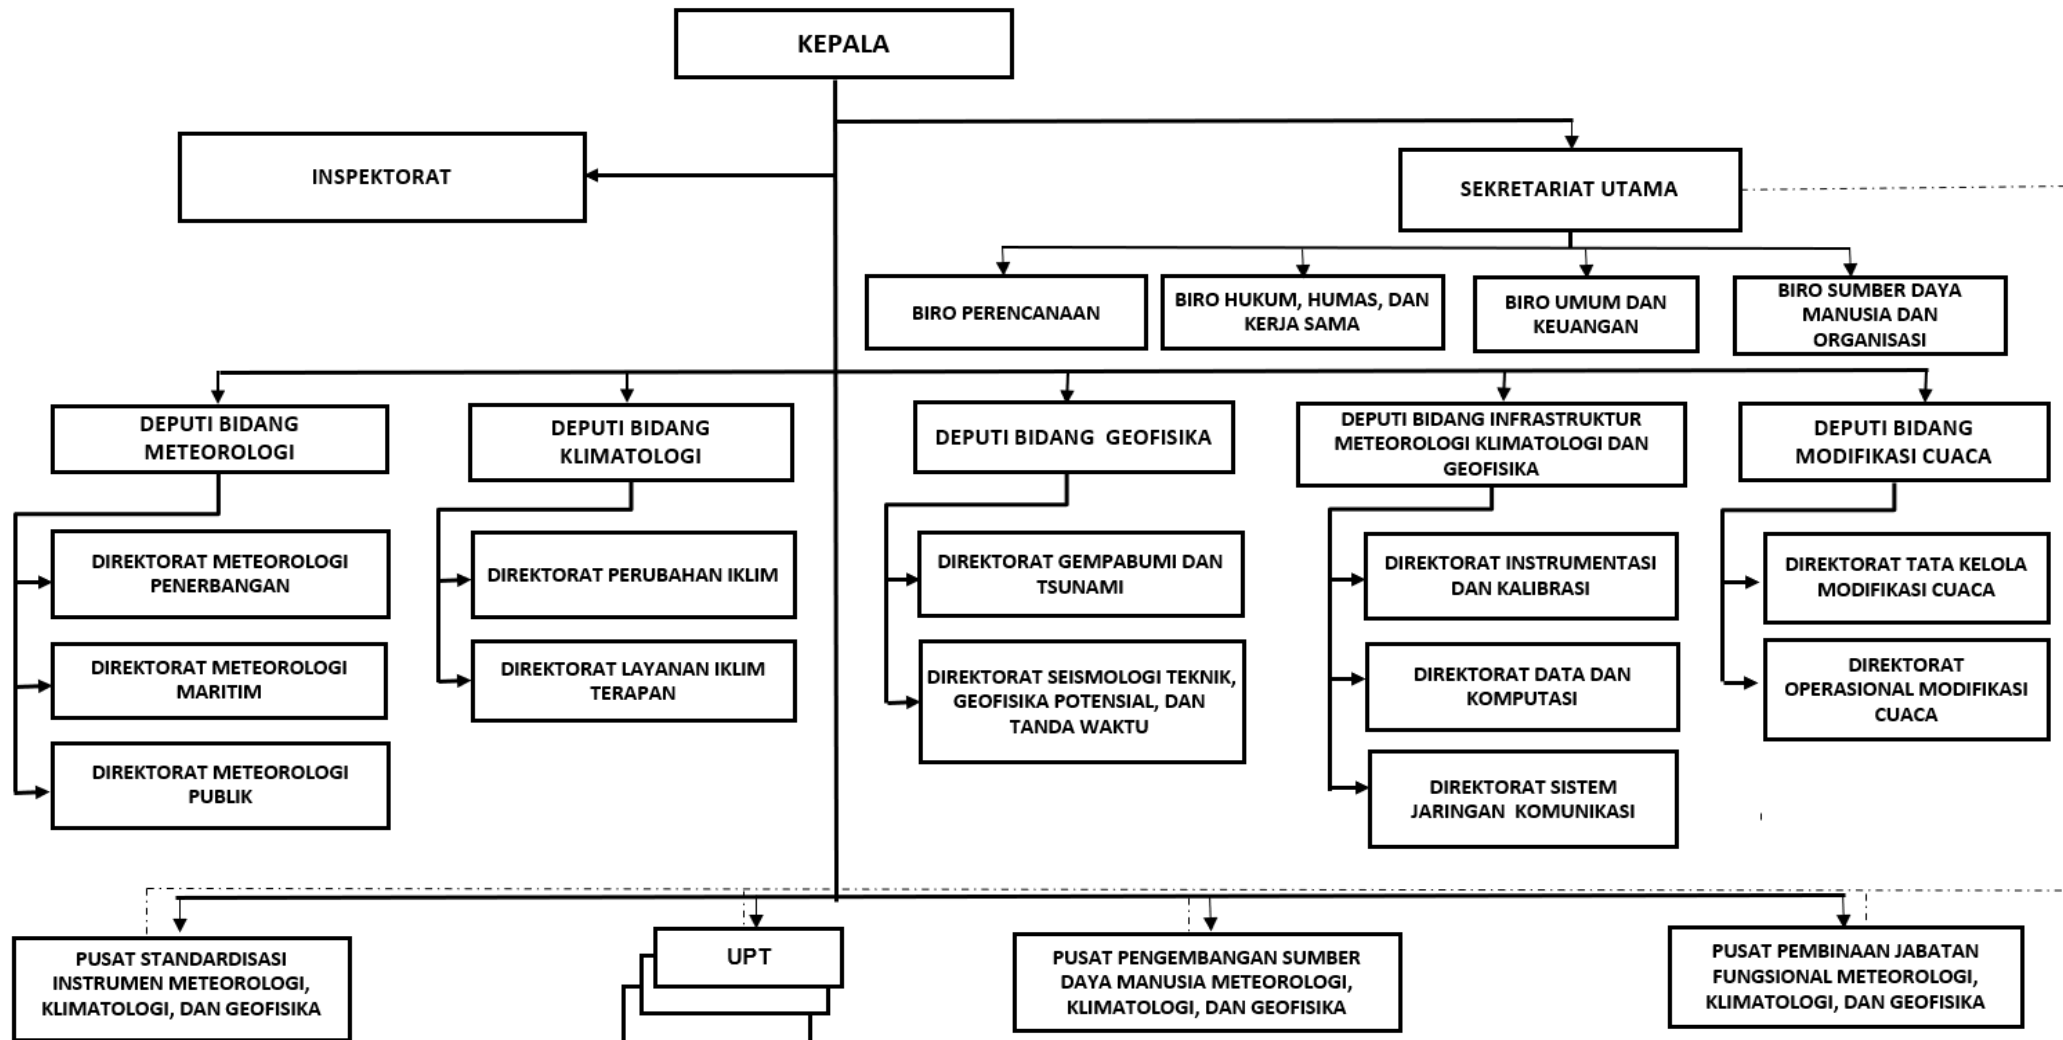 KEPALA
INSPEKTORAT
SEKRETARIAT UTAMA
BIRO PERENCANAAN
BIRO HUKUM, HUMAS, DAN
KERJA SAMA
BIRO UMUM DAN
KEUANGAN
BIRO SUMBER DAYA
MANUSIA DAN
ORGANISASI
DEPUTI BIDANG
METEOROLOGI
DEPUTI BIDANG
KLIMATOLOGI
DEPUTI BIDANG GEOFISIKA
DEPUTI BIDANG INFRASTRUKTUR
METEOROLOGI KLIMATOLOGI DAN
GEOFISIKA
DEPUTI BIDANG
MODIFIKASI CUACA
DIREKTORAT METEOROLOGI
PENERBANGAN
DIREKTORAT METEOROLOGI
MARITIM
DIREKTORAT METEOROLOGI
PUBLIK
DIREKTORAT PERUBAHAN IKLIM
DIREKTORAT LAYANAN IKLIM
TERAPAN
DIREKTORAT GEMPABUMI DAN
TSUNAMI
DIREKTORAT SEISMOLOGI TEKNIK,
GEOFISIKA POTENSIAL, DAN
TANDA WAKTU
DIREKTORAT INSTRUMENTASI
DAN KALIBRASI
DIREKTORAT DATA DAN
KOMPUTASI
DIREKTORAT SISTEM
JARINGAN KOMUNIKASI
DIREKTORAT TATA KELOLA
MODIFIKASI CUACA
DIREKTORAT
OPERASIONAL MODIFIKASI
CUACA
PUSAT STANDARDISASI
INSTRUMEN METEOROLOGI,
KLIMATOLOGI, DAN GEOFISIKA
UPT
PUSAT PENGEMBANGAN SUMBER
DAYA MANUSIA METEOROLOGI,
KLIMATOLOGI, DAN GEOFISIKA
PUSAT PEMBINAAN JABATAN
FUNGSIONAL METEOROLOGI,
KLIMATOLOGI, DAN GEOFISIKA